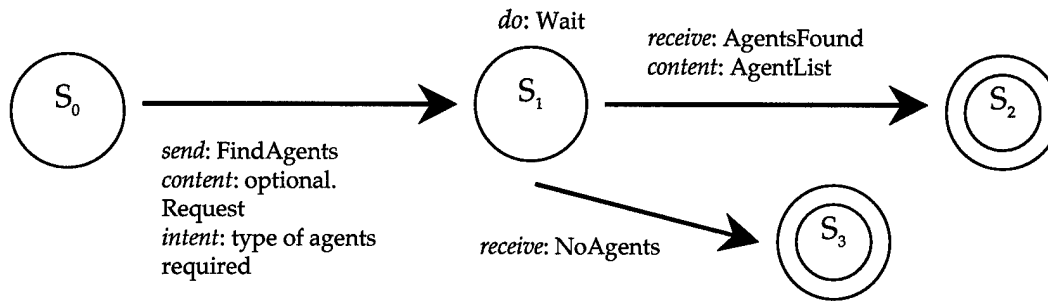 do: Wait
receive: AgentsFound
content: AgentList
S₀
S₁
S₂
send: FindAgents
content: optional.
Request
intent: type of agents
required
receive: NoAgents
S₃